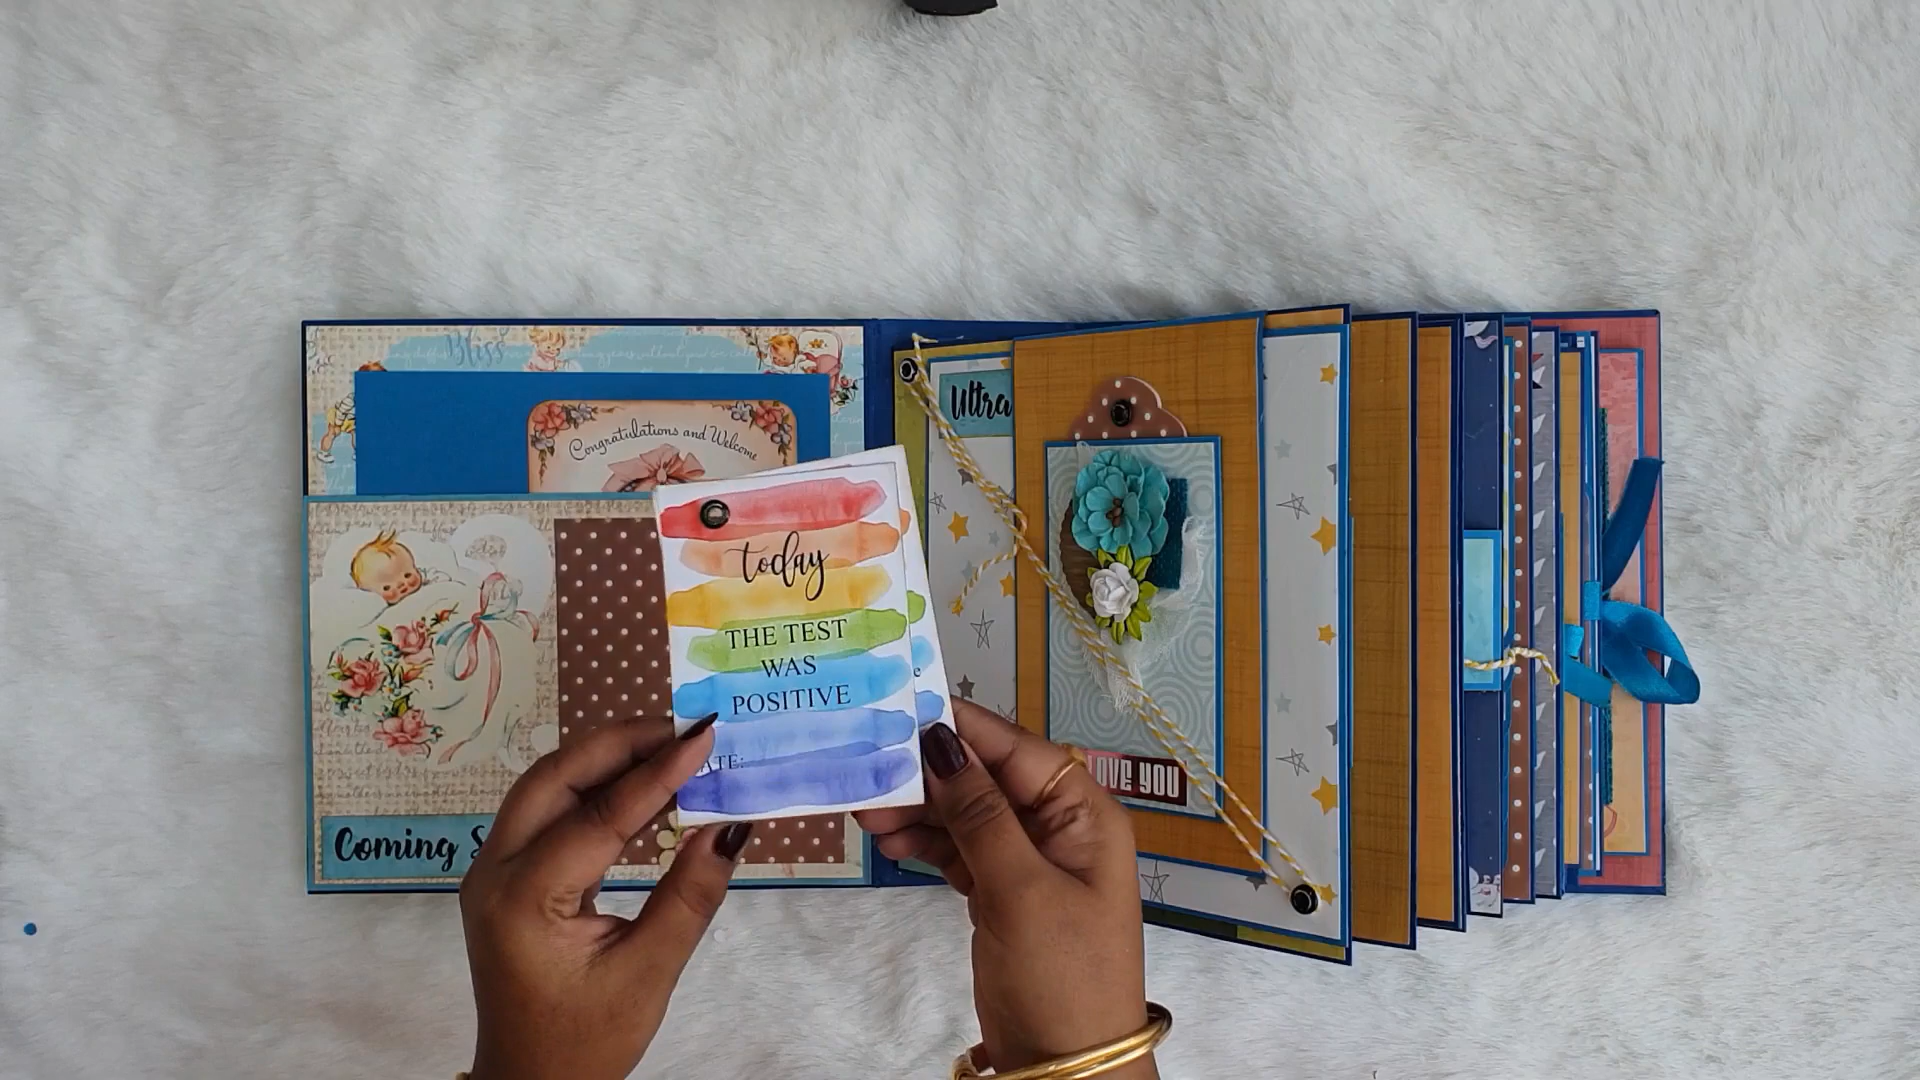 Bliss
Congratulations and Welcome
Ultra
today
THE TEST
WAS
POSITIVE
ATE:
LOVE YOU
Coming S